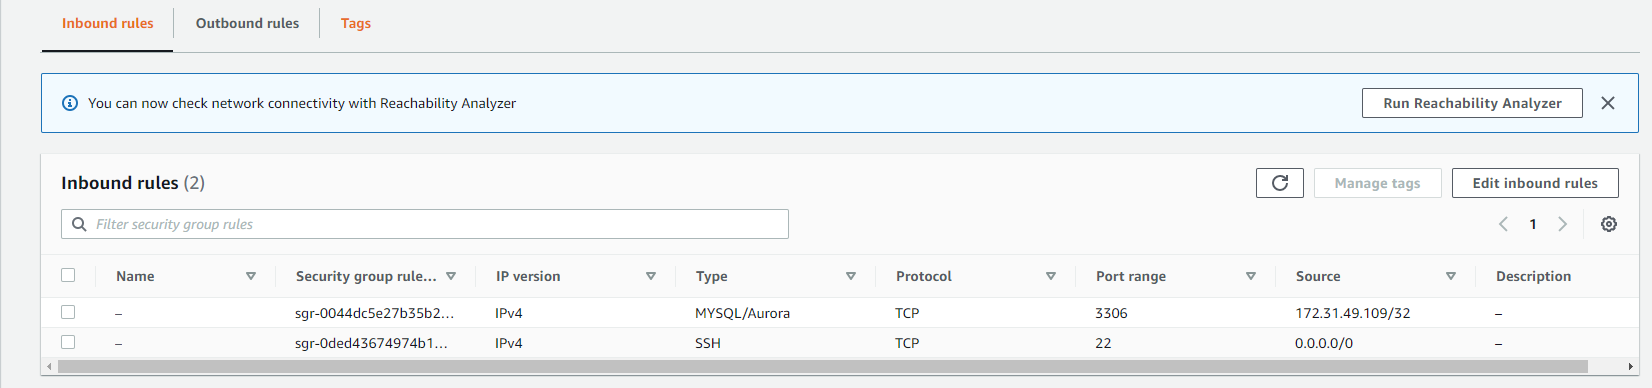 Inbound rules Outbound rules Tags
You can now check network connectivity with Reachability Analyzer Run Reachability Analyzer
Inbound rules (2) Manage tags Edit inbound rules
Filter security group rules 1
Name Security group rule... IP version Type Protocol Port range Source Description
– sgr-0044dc5e27b35b2... IPv4 MYSQL/Aurora TCP 3306 172.31.49.109/32 –
– sgr-0ded43674974b1... IPv4 SSH TCP 22 0.0.0.0/0 –